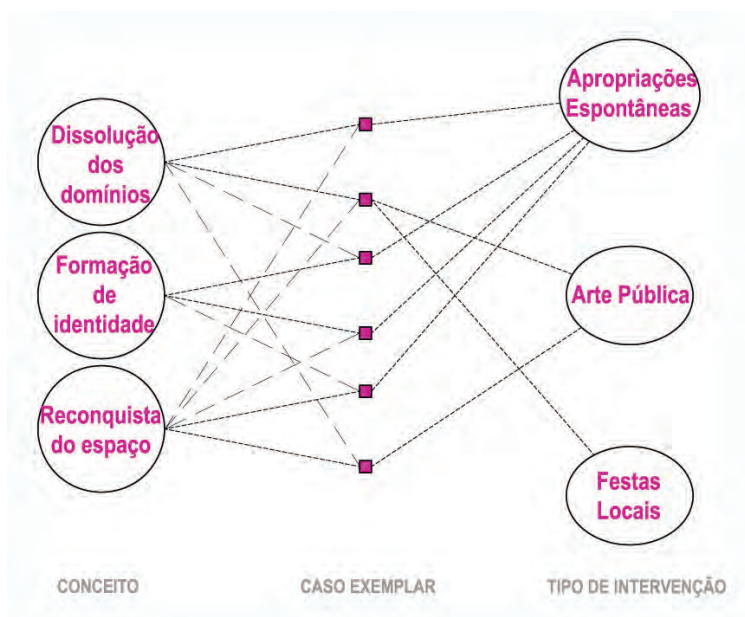 Dissolução
dos
domínios
Formação
de
identidade
Reconquista
do espaço
Apropriações
Espontâneas
Arte Pública
Festas
Locais
CONCEITO
CASO EXEMPLAR
TIPO DE INTERVENÇÃO